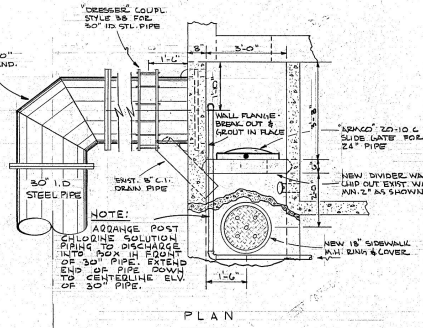 "DRESSER" COUPL.
STYLE 38 FOR
30" I.D. STL. PIPE
0"
END.
8"
3'-0"
1'-6"
WALL FLANGE-
BREAK OUT &
GROUT IN PLACE
"ARMCO" 20-10 C
SLIDE GATE FOR
24" PIPE
30" I.D.
STEEL PIPE
EXIST. 8" C.I.
DRAIN PIPE
NEW DIVIDER WA
CHIP OUT EXIST. W
MIN. 2" AS SHOWN
NOTE:
ARRANGE POST
CHLORINE SOLUTION
PIPING TO DISCHARGE
INTO BOX IN FRONT
OF 30" PIPE. EXTEND
END OF PIPE DOWN
TO CENTERLINE ELV.
OF 30" PIPE.
NEW 18" SIDEWALK
M.H. RING & COVER
1'-6"
PLAN